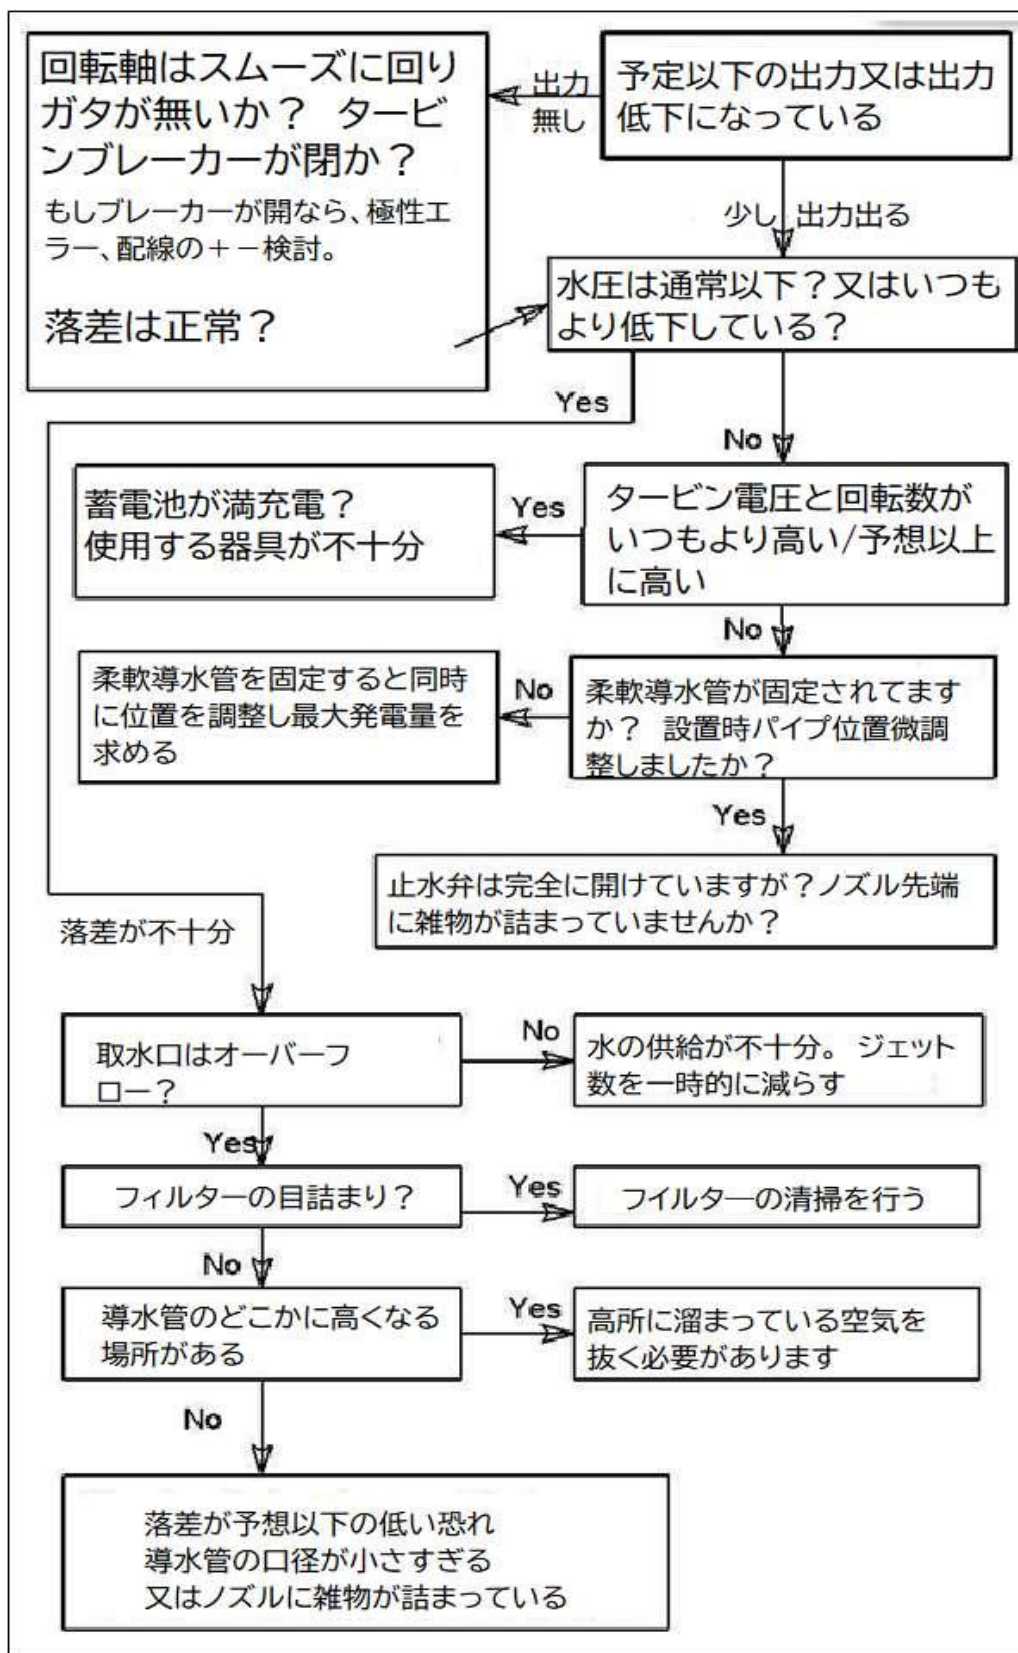 予定以下の出力又は出力
低下になっている
出力
無し
回転軸はスムーズに回り
ガタが無いか？　タービ
ンブレーカーが閉か？
もしブレーカーが開なら、極性エ
ラー、配線の＋－検討。
落差は正常？
少し 出力出る
水圧は通常以下？又はいつも
より低下している？
Yes
No
タービン電圧と回転数が
いつもより高い/予想以上
に高い
Yes
蓄電池が満充電？
使用する器具が不十分
No
柔軟導水管が固定されてます
か？　設置時パイプ位置微調
整しましたか？
No
柔軟導水管を固定すると同時
に位置を調整し最大発電量を
求める
Yes
止水弁は完全に開けていますが？ノズル先端
に雑物が詰まっていませんか？
落差が不十分
取水口はオーバーフ
ロー？
No
水の供給が不十分。 ジェット
数を一時的に減らす
Yes
フィルターの目詰まり？
Yes
フイルターの清掃を行う
No
導水管のどこかに高くなる
場所がある
Yes
高所に溜まっている空気を
抜く必要があります
No
落差が予想以下の低い恐れ
導水管の口径が小さすぎる
又はノズルに雑物が詰まっている